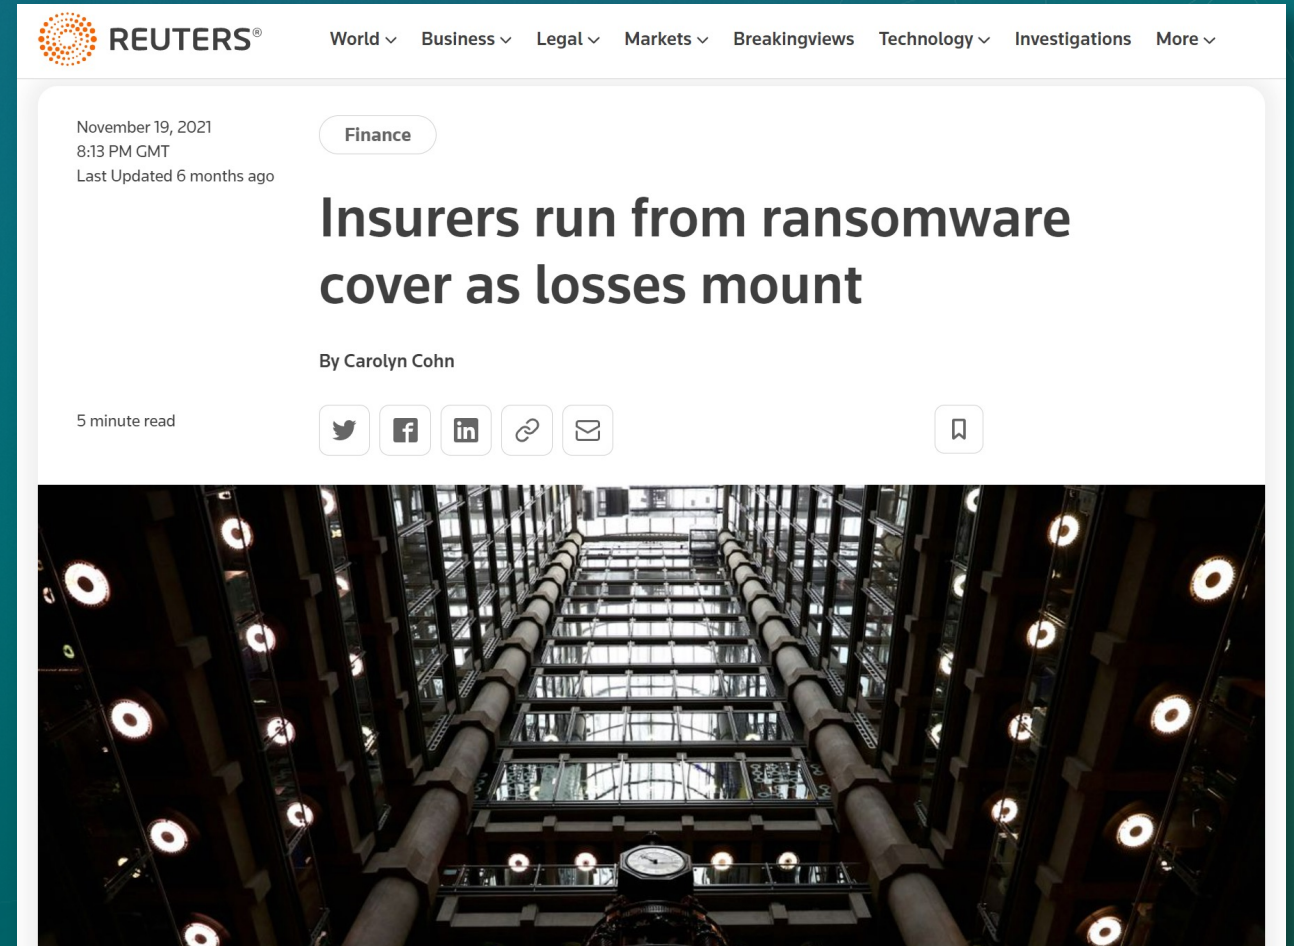 REUTERS®
World Business Legal Markets Breakingviews Technology Investigations More
November 19, 2021
8:13 PM GMT
Last Updated 6 months ago
Finance
Insurers run from ransomware
cover as losses mount
By Carolyn Cohn
5 minute read
in